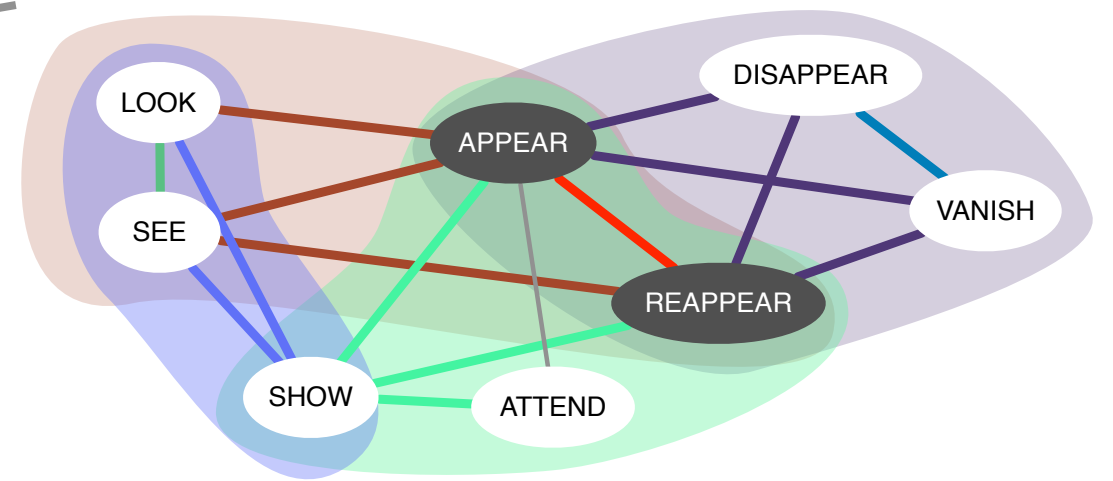 LOOK
DISAPPEAR
APPEAR
SEE
VANISH
REAPPEAR
SHOW
ATTEND